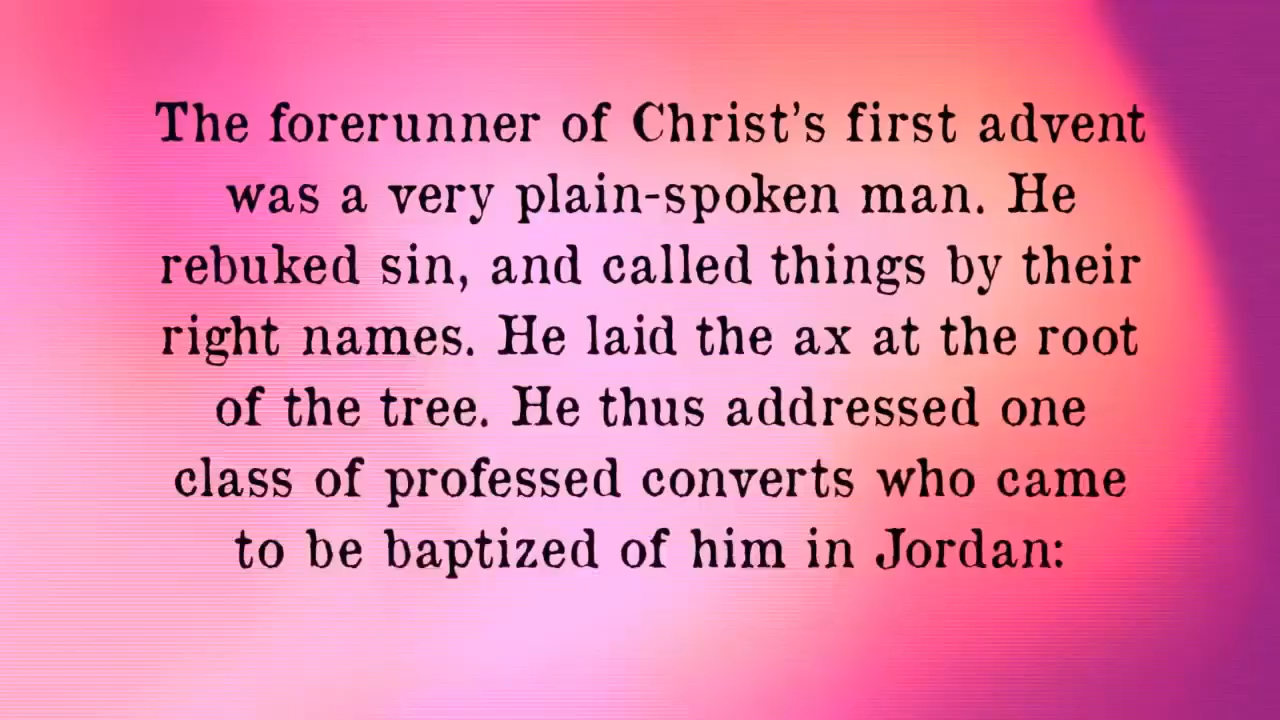 The forerunner of Christ’s first advent
was a very plain-spoken man. He
rebuked sin, and called things by their
right names. He laid the ax at the root
of the tree. He thus addressed one
class of professed converts who came
to be baptized of him in Jordan: